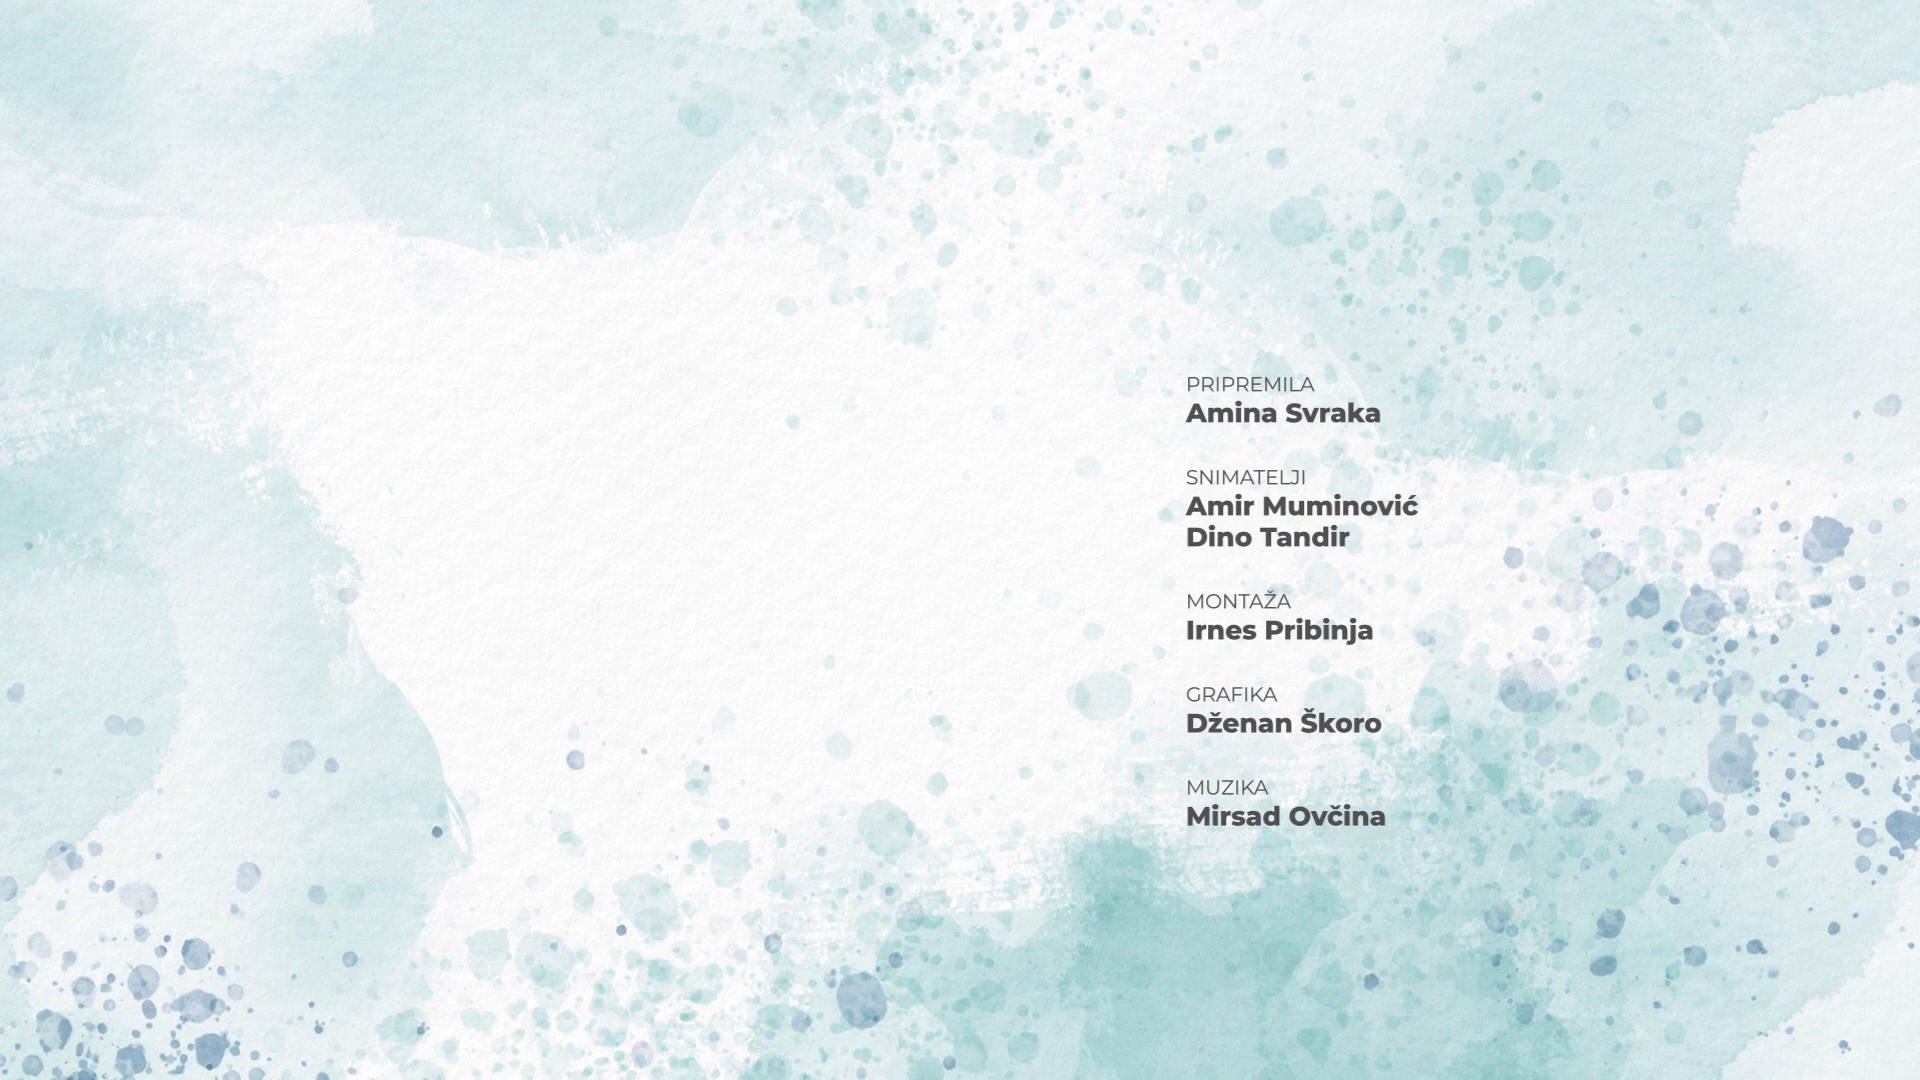 PRIPREMILA
Amina Svraka
SNIMATELJI
Amir Muminović
Dino Tandir
MONTAŽA
Irnes Pribinja
GRAFIKA
Dženan Škoro
MUZIKA
Mirsad Ovčina